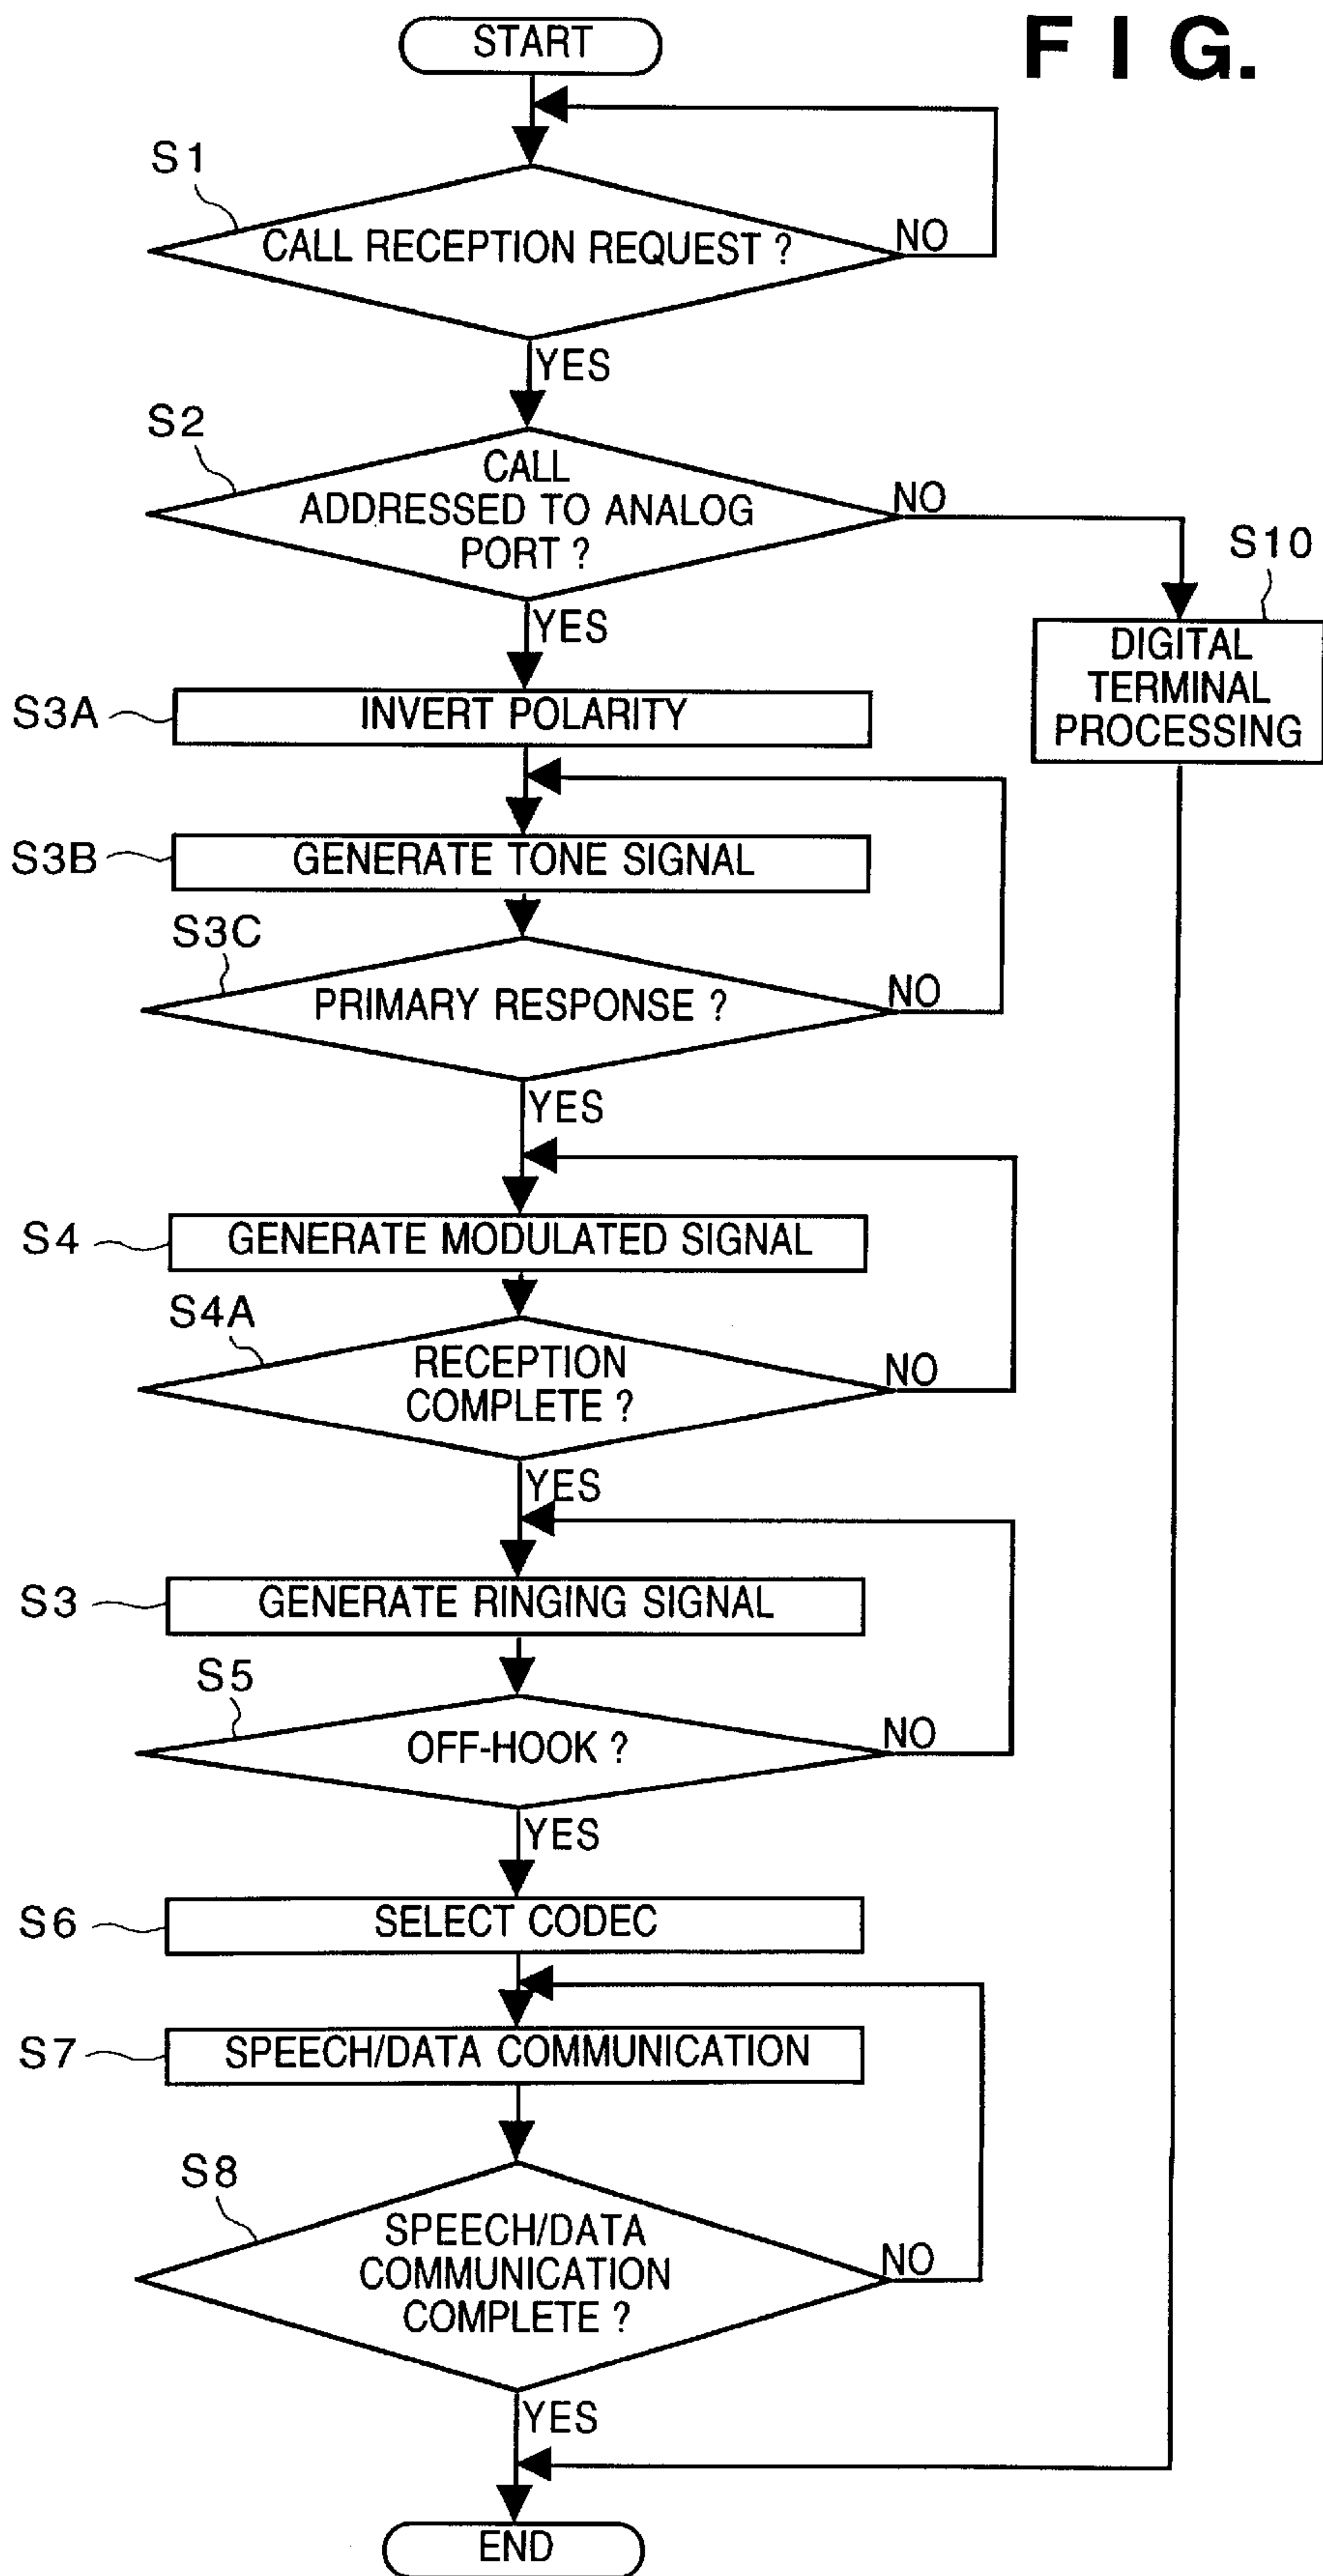 FIG.
START
S1
CALL RECEPTION REQUEST ?
NO
YES
S2
CALL
ADDRESSED TO ANALOG
PORT ?
NO
YES
S10
DIGITAL
TERMINAL
PROCESSING
S3A
INVERT POLARITY
S3B
GENERATE TONE SIGNAL
S3C
PRIMARY RESPONSE ?
NO
YES
S4
GENERATE MODULATED SIGNAL
S4A
RECEPTION
COMPLETE ?
NO
YES
S3
GENERATE RINGING SIGNAL
S5
OFF-HOOK ?
NO
YES
S6
SELECT CODEC
S7
SPEECH/DATA COMMUNICATION
S8
SPEECH/DATA
COMMUNICATION
COMPLETE ?
NO
YES
END